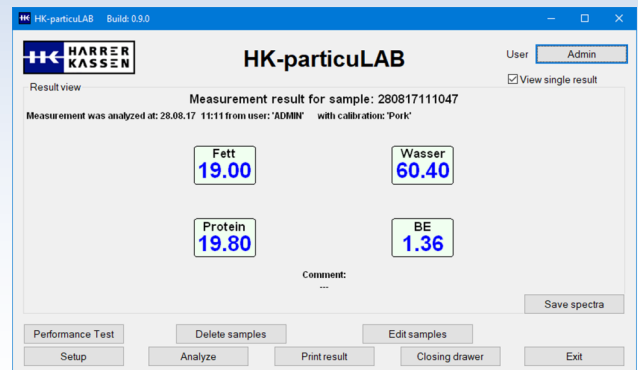 HK-particuLAB Build: 0.9.0
HK HARRER KASSEN
HK-particuLAB
User Admin
View single result
Result view
Measurement result for sample: 280817111047
Measurement was analyzed at: 28.08.17 11:11 from user: 'ADMIN' with calibration: 'Pork'
Fett
19.00
Wasser
60.40
Protein
19.80
BE
1.36
Comment:
---
Save spectra
Performance Test Delete samples Edit samples
Setup Analyze Print result Closing drawer Exit